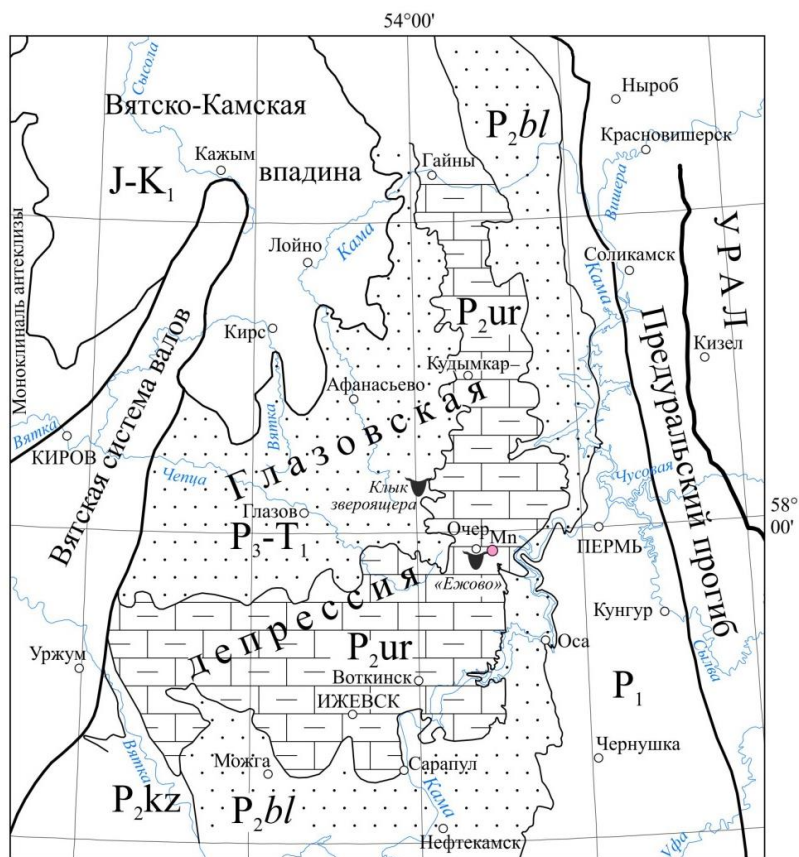 54°00'
Сысола
Ныроб
Вятско-Камская
P₂bl
Красновишерск
Кажым
впадина
Гайны
J-K₁
Вишера
Моноклиналь антеклизы
Лойно
Кама
УРАЛ
Соликамск
Кама
P₂ur
Кирс
Предуральский прогиб
Кизел
Вятская система валов
Кудымкар
Афанасьево
Вятка
КИРОВ
Вятка
Глазовская
Чепца
Клык
звероящера
Чусовая
Глазов
58°
00'
P₃-T₁
Очер
Mn
ПЕРМЬ
«Ежово»
депрессия
Кунгур
P₂ur
Уржум
Оса
Сылва
Воткинск
P₁
ИЖЕВСК
Вятка
Чернушка
Можга
Сарапул
P₂kz
P₂bl
Кама
Нефтекамск
Уфа